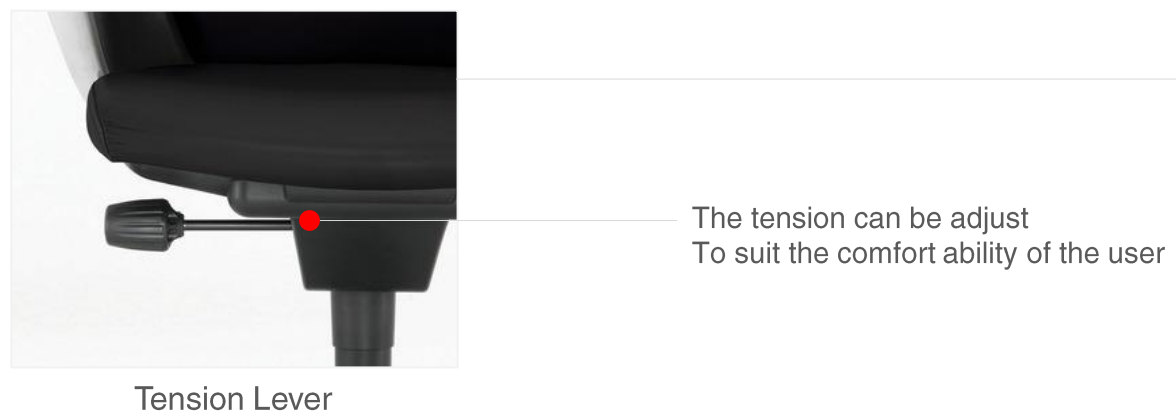 The tension can be adjust
To suit the comfort ability of the user
Tension Lever